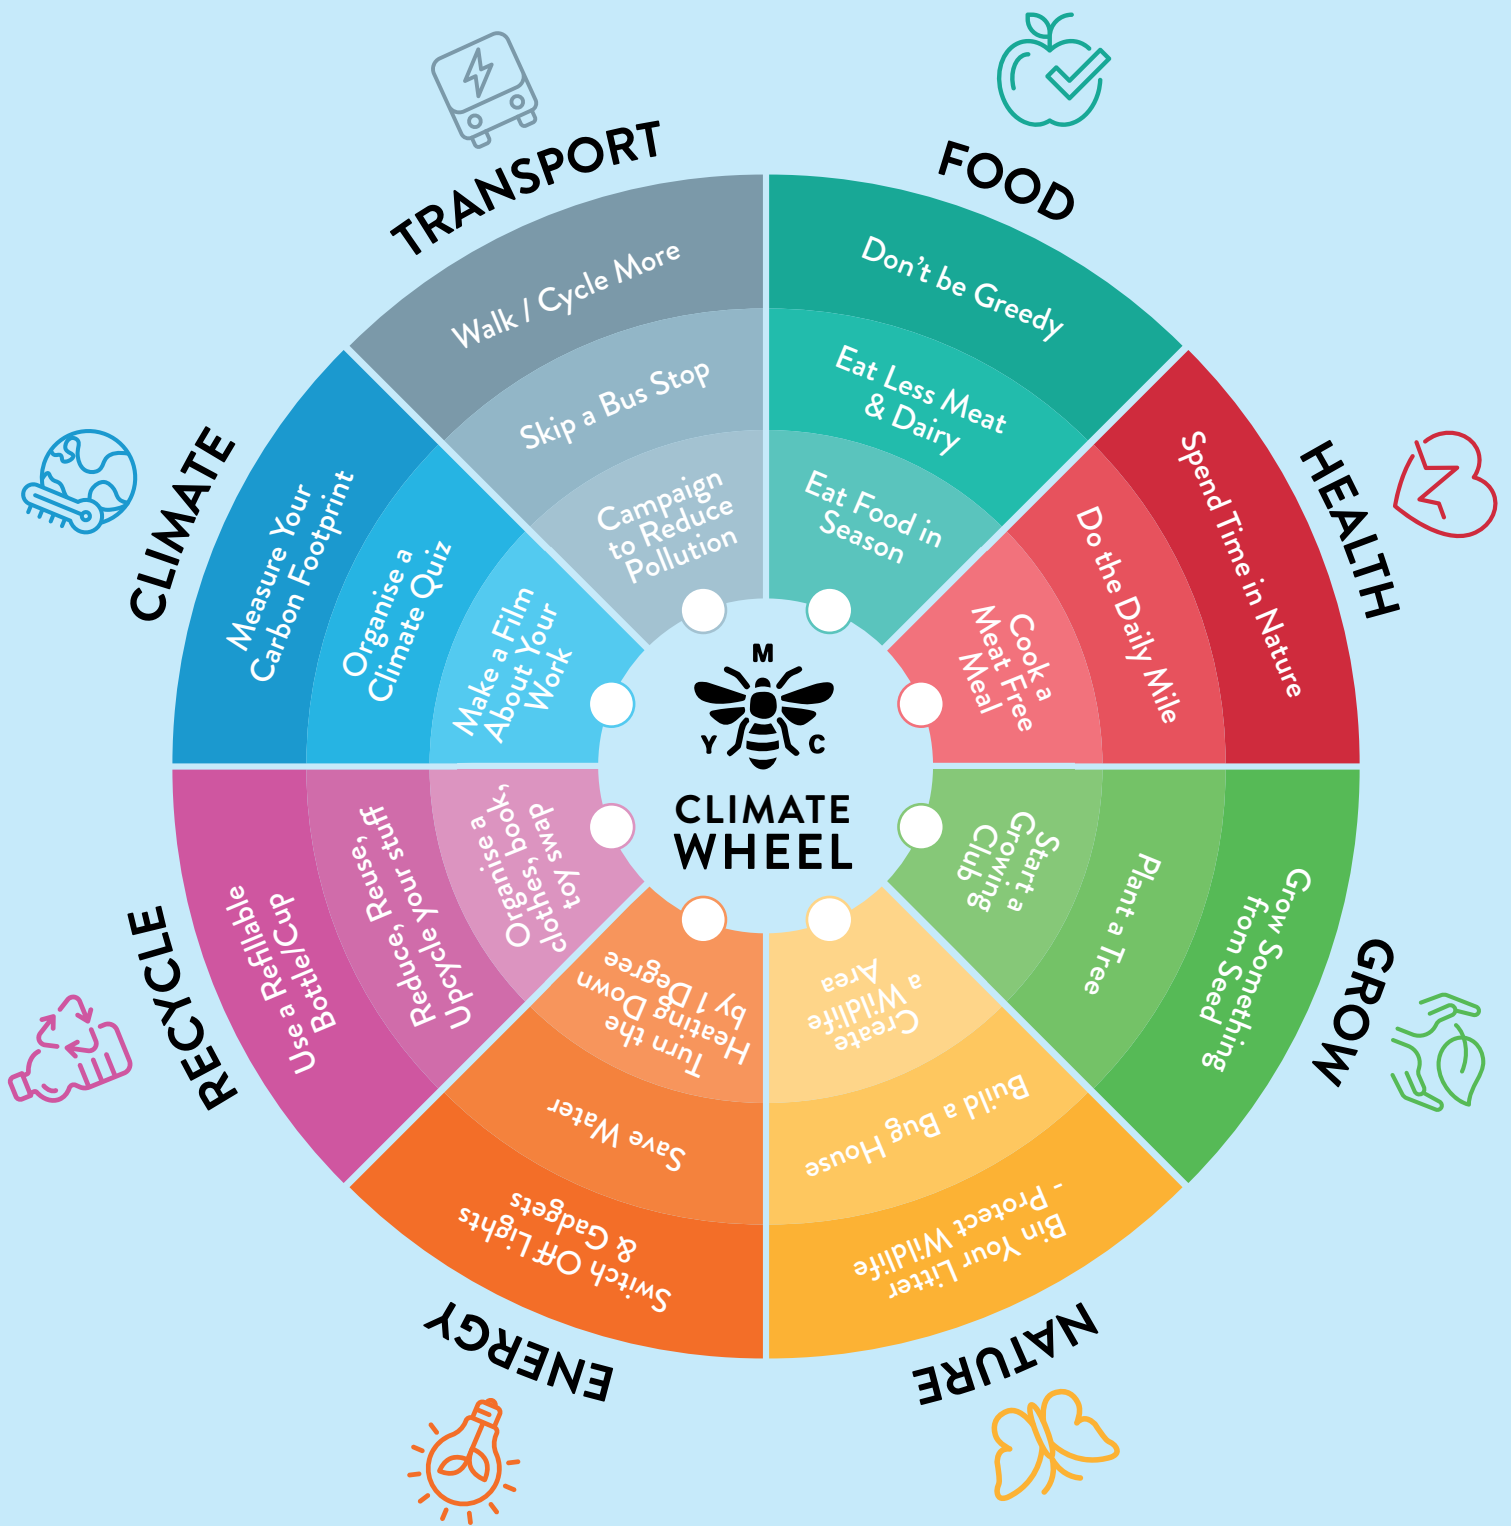 TRANSPORT
Walk / Cycle More
Skip a Bus Stop
Campaign
to Reduce
Pollution
FOOD
Don't be Greedy
Eat Less Meat
& Dairy
Eat Food in
Season
HEALTH
Spend Time in Nature
Do the Daily Mile
Cook a
Meat Free
Meal
GROW
Grow Something
from Seed
Plant a Tree
Start a
Growing
Club
NATURE
Bin Your Litter
- Protect Wildlife
Build a Bug House
Create
a Wildlife
Area
ENERGY
Switch Off Lights
& Gadgets
Save Water
Turn the
Heating Down
by 1 Degree
RECYCLE
Use a Refillable
Bottle/Cup
Reduce, Reuse,
Upcycle your stuff
Organise a
clothes, book,
toy swap
CLIMATE
Measure Your
Carbon Footprint
Organise a
Climate Quiz
Make a Film
About Your
Work
M
Y C
CLIMATE
WHEEL